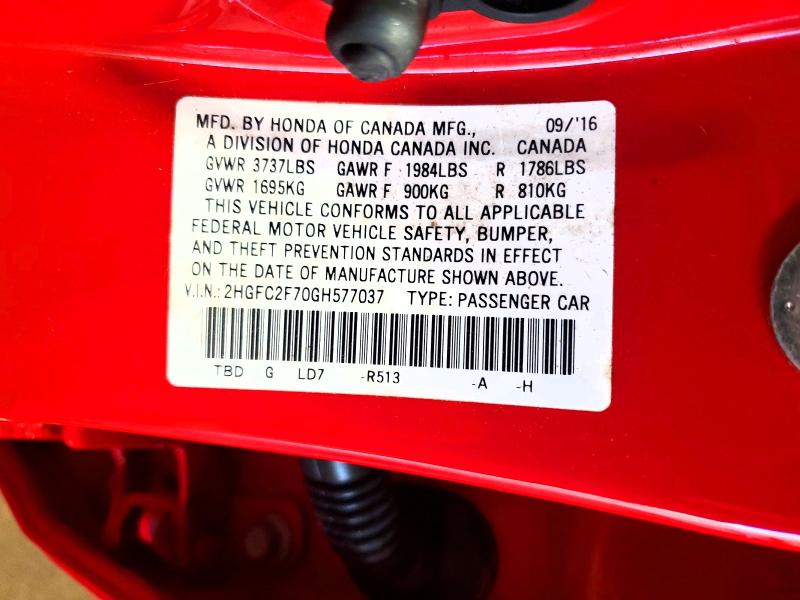 MFD. BY HONDA OF CANADA MFG., 09/'16
A DIVISION OF HONDA CANADA INC. CANADA
GVWR 3737LBS GAWR F 1984LBS R 1786LBS
GVWR 1695KG GAWR F 900KG R 810KG
THIS VEHICLE CONFORMS TO ALL APPLICABLE
FEDERAL MOTOR VEHICLE SAFETY, BUMPER,
AND THEFT PREVENTION STANDARDS IN EFFECT
ON THE DATE OF MANUFACTURE SHOWN ABOVE.
V.I.N.: 2HGFC2F70GH577037 TYPE: PASSENGER CAR
TBD G LD7 -R513 -A -H